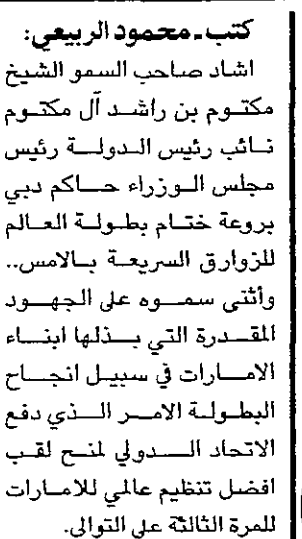 كتب ـ محمود الربيعي:
اشاد صاحب السمو الشيخ
مكتوم بن راشد آل مكتوم
نائب رئيس الدولة رئيس
مجلس الوزراء حاكم دبي
بروعة ختام بطولة العالم
للزوارق السريعة بالامس..
وأثنى سموه على الجهود
المقدرة التي بذلها ابناء
الامارات في سبيل انجاح
البطولة الامر الذي دفع
الاتحاد الدولي لمنح لقب
افضل تنظيم عالمي للامارات
للمرة الثالثة على التوالي.